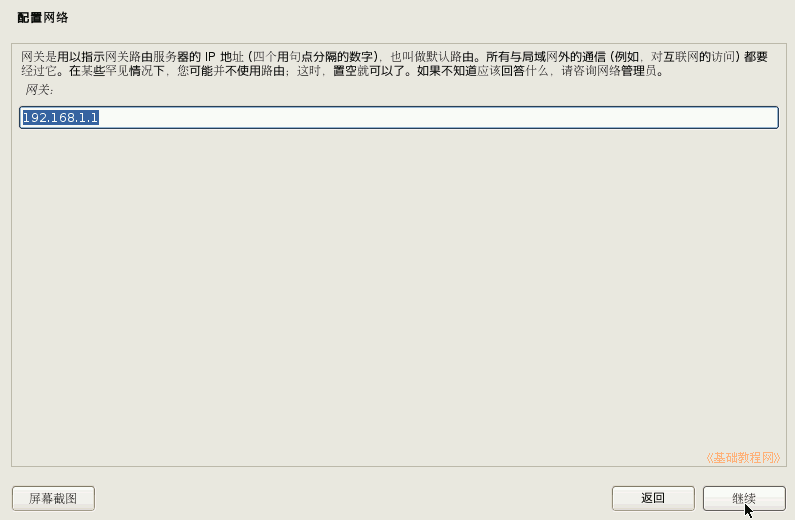 配置网络
网关是用以指示网关路由服务器的 IP 地址 (四个用句点分隔的数字)，也叫做默认路由。所有与局域网外的通信 (例如，对互联网的访问) 都要
经过它。在某些罕见情况下，您可能并不使用路由；这时，置空就可以了。如果不知道应该回答什么，请咨询网络管理员。
网关:
192.168.1.1
《基础教程网》
屏幕截图
返回
继续